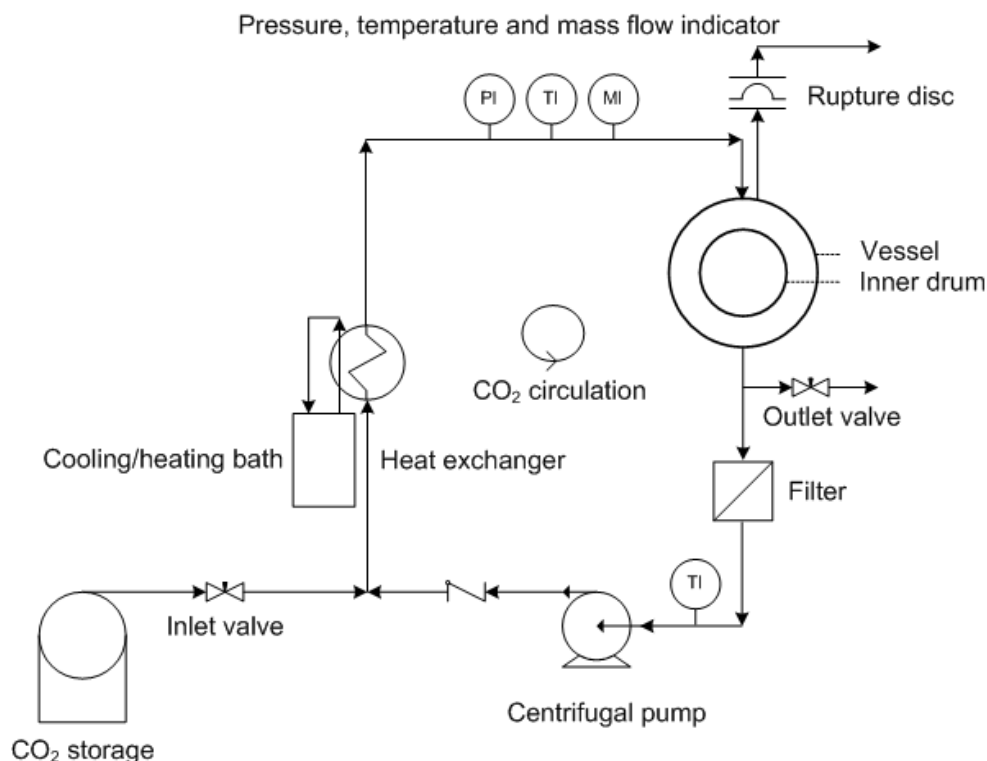 Pressure, temperature and mass flow indicator
PI
TI
MI
Rupture disc
Vessel
Inner drum
CO₂ circulation
Outlet valve
Cooling/heating bath
Heat exchanger
Filter
TI
Inlet valve
Centrifugal pump
CO₂ storage